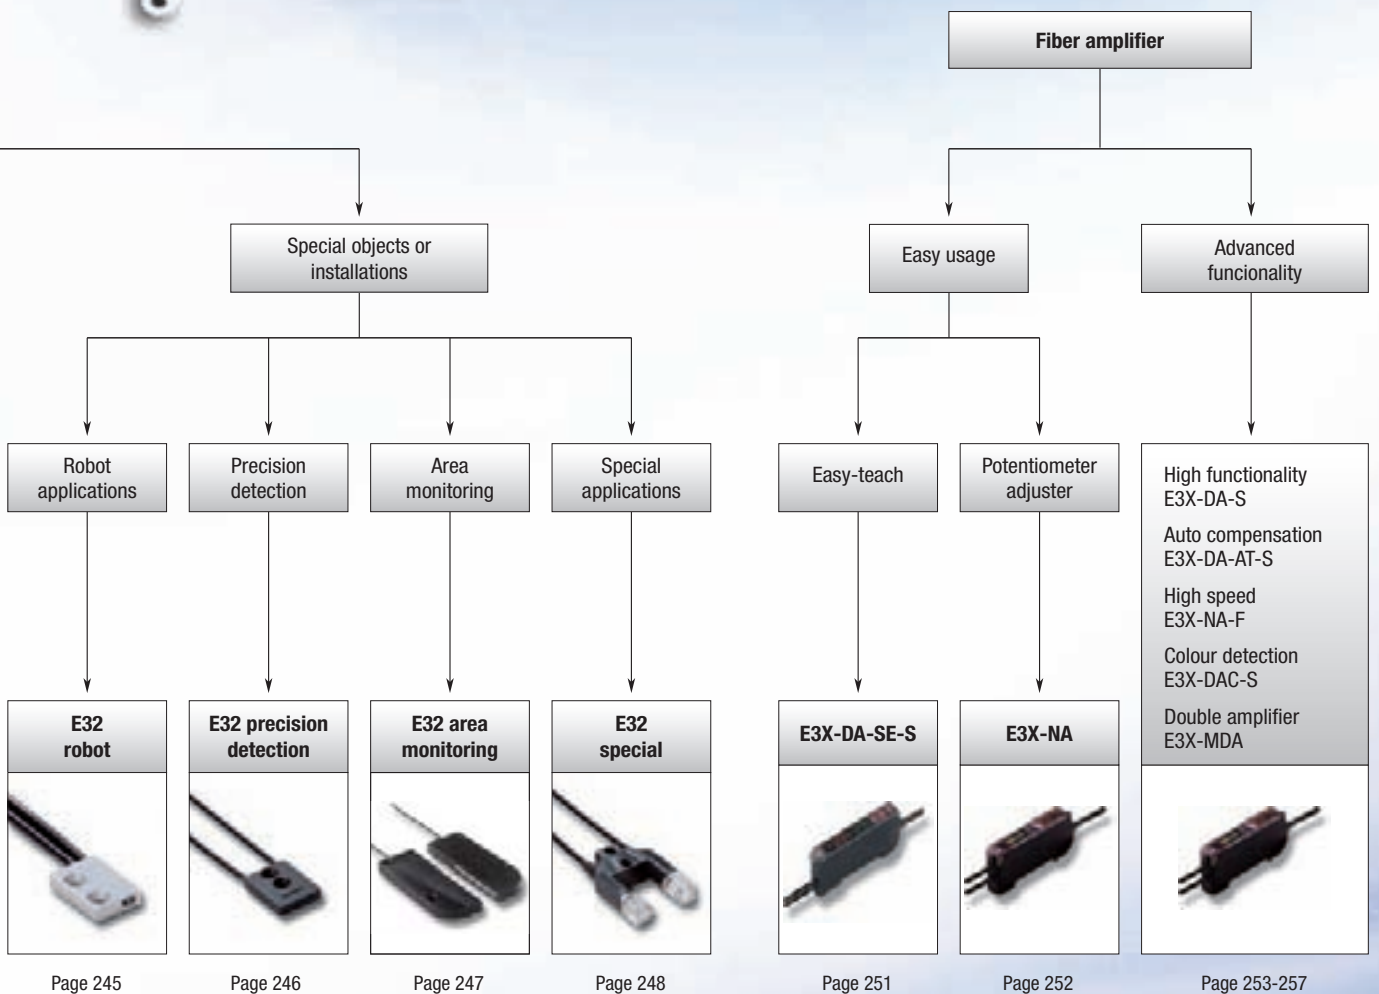 Fiber amplifier
Special objects or
installations
Easy usage
Advanced
funcionality
Robot
applications
Precision
detection
Area
monitoring
Special
applications
Easy-teach
Potentiometer
adjuster
High functionality
E3X-DA-S
Auto compensation
E3X-DA-AT-S
High speed
E3X-NA-F
Colour detection
E3X-DAC-S
Double amplifier
E3X-MDA
E32
robot
E32 precision
detection
E32 area
monitoring
E32
special
E3X-DA-SE-S
E3X-NA
Page 245
Page 246
Page 247
Page 248
Page 251
Page 252
Page 253-257